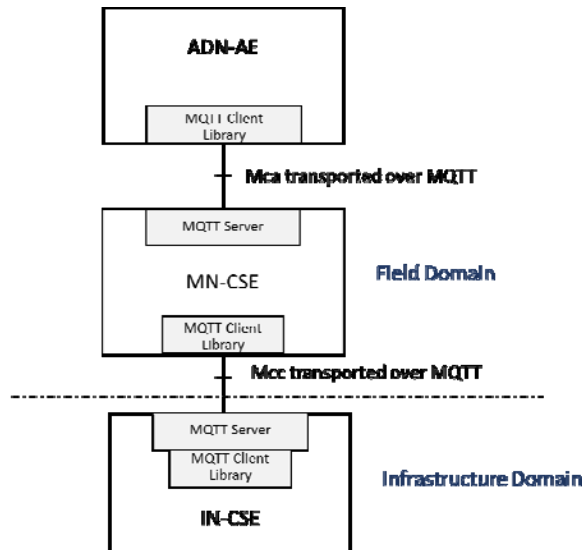 ADN-AE
MQTT Client
Library
Mca transported over MQTT
MQTT Server
MN-CSE
Field Domain
MQTT Client
Library
Mcc transported over MQTT
MQTT Server
MQTT Client
Library
Infrastructure Domain
IN-CSE